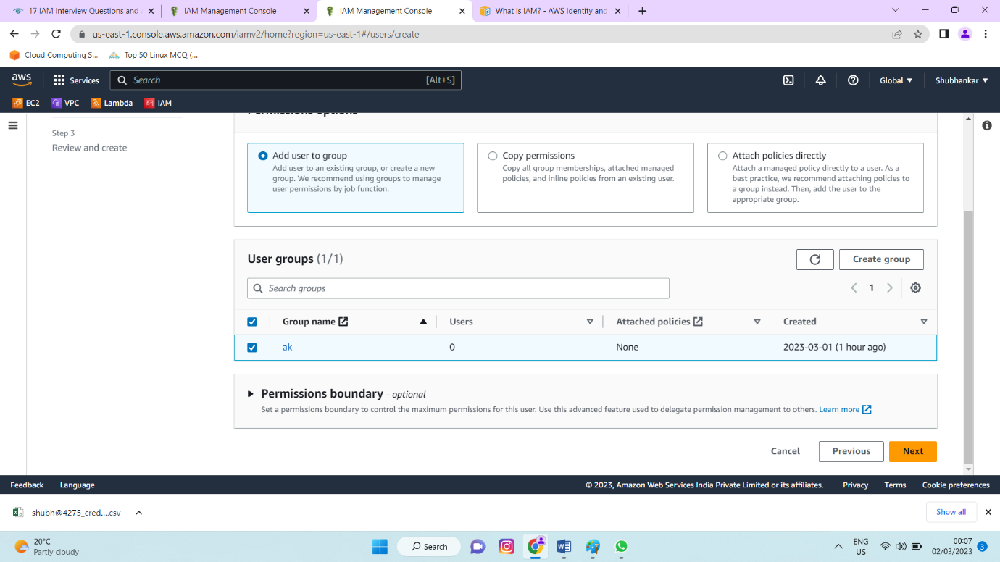 17 IAM Interview Questions and
IAM Management Console
IAM Management Console
What is IAM? - AWS Identity and
us-east-1.console.aws.amazon.com/iamv2/home?region=us-east-1#/users/create
Cloud Computing S...
Top 50 Linux MCQ (...
aws
Services
Search
[Alt+S]
Global
Shubhankar
EC2
VPC
Lambda
IAM
Permissions options
Step 3
Review and create
Add user to group
Add user to an existing group, or create a new
group. We recommend using groups to manage
user permissions by job function.
Copy permissions
Copy all group memberships, attached managed
policies, and inline policies from an existing user.
Attach policies directly
Attach a managed policy directly to a user. As a
best practice, we recommend attaching policies to
a group instead. Then, add the user to the
appropriate group.
User groups (1/1)
Create group
Search groups
1
Group name
Users
Attached policies
Created
ak
0
None
2023-03-01 (1 hour ago)
Permissions boundary - optional
Set a permissions boundary to control the maximum permissions for this user. Use this advanced feature used to delegate permission management to others. Learn more
Cancel
Previous
Next
Feedback
Language
© 2023, Amazon Web Services India Private Limited or its affiliates.
Privacy
Terms
Cookie preferences
shubh@4275_cred....csv
Show all
20°C
Partly cloudy
Search
ENG
US
00:07
02/03/2023
3